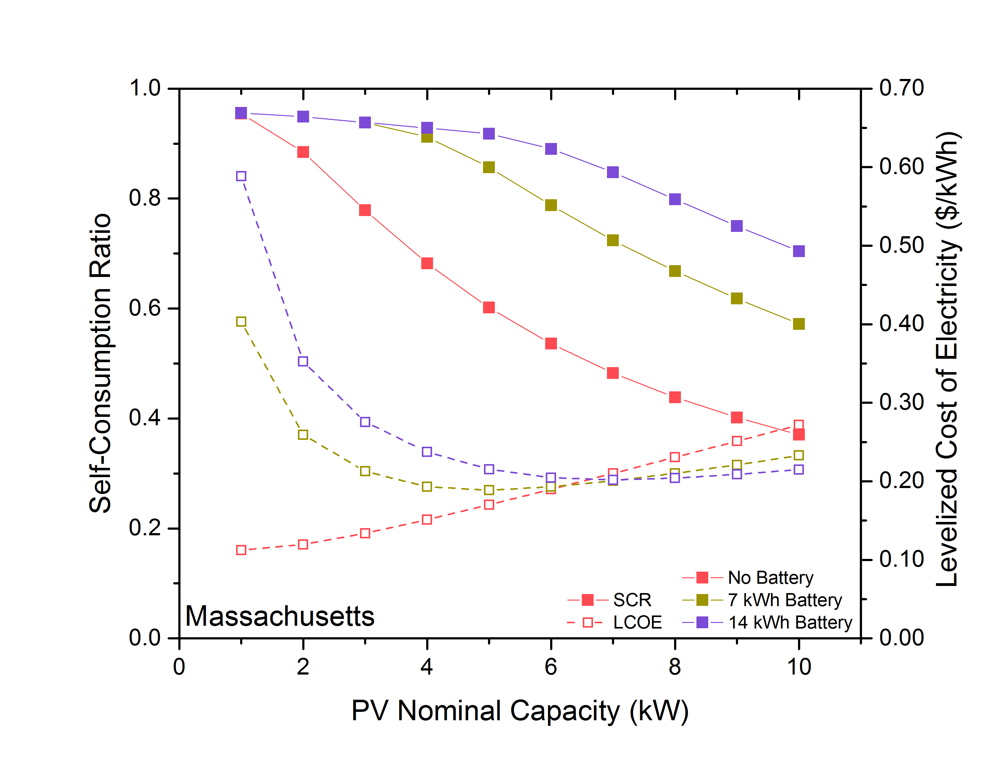 1.0
0.8
0.6
0.4
0.2
0.0
Self-Consumption Ratio
0.70
0.60
0.50
0.40
0.30
0.20
0.10
0.00
Levelized Cost of Electricity ($/kWh)
No Battery
SCR
7 kWh Battery
LCOE
14 kWh Battery
Massachusetts
0 2 4 6 8 10
PV Nominal Capacity (kW)